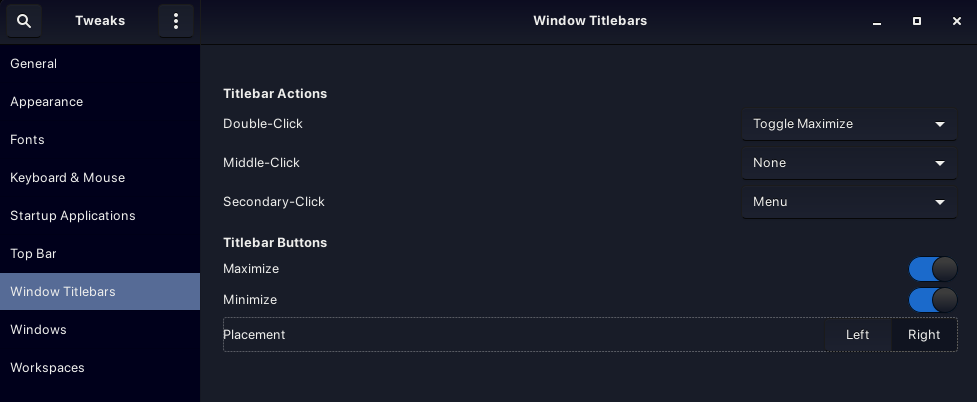 Tweaks
Window Titlebars
General
Appearance
Fonts
Keyboard & Mouse
Startup Applications
Top Bar
Window Titlebars
Windows
Workspaces
Titlebar Actions
Double-Click Toggle Maximize
Middle-Click None
Secondary-Click Menu
Titlebar Buttons
Maximize
Minimize
Placement Left Right